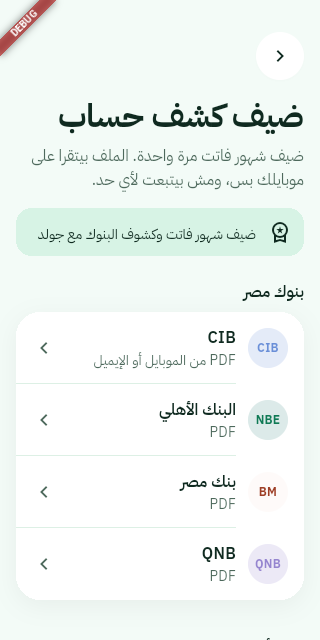 DEBUG
ضيف كشف حساب
ضيف شهور فاتت مرة واحدة. الملف بيتقرا على
موبايلك بس، ومش بيتبعت لأي حد.
ضيف شهور فاتت وكشوف البنوك مع جولد
بنوك مصر
CIB
CIB
PDF من الموبايل أو الإيميل
NBE
البنك الأهلي
PDF
BM
بنك مصر
PDF
QNB
QNB
PDF